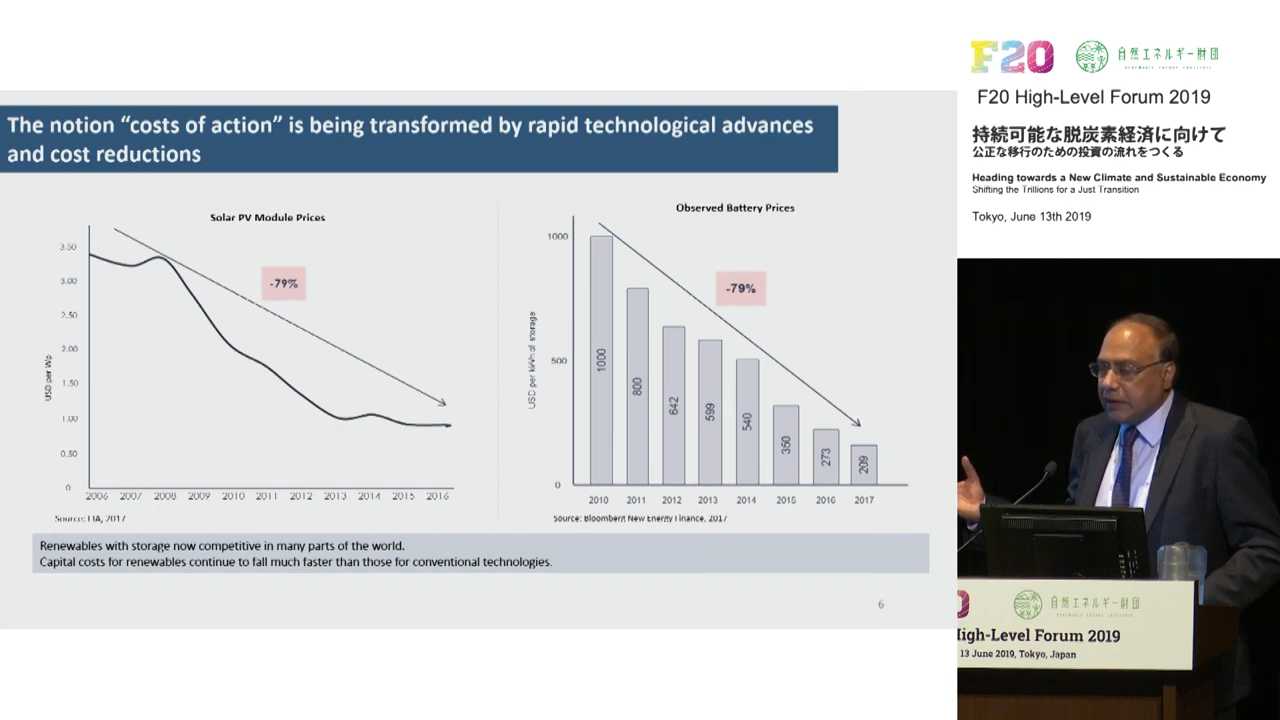 The notion “costs of action” is being transformed by rapid technological advances
and cost reductions
Solar PV Module Prices
USD per Wp
3.50
3.00
2.50
2.00
1.50
1.00
0.50
0
-79%
2006 2007 2008 2009 2010 2011 2012 2013 2014 2015 2016
Source: EIA, 2017
Observed Battery Prices
USD per kWh of storage
1000
500
0
-79%
1000 800 642 599 540 350 273 209
2010 2011 2012 2013 2014 2015 2016 2017
Source: Bloomberg New Energy Finance, 2017
Renewables with storage now competitive in many parts of the world.
Capital costs for renewables continue to fall much faster than those for conventional technologies.
6
F20
自然エネルギー財団
RENEWABLE ENERGY INSTITUTE
F20 High-Level Forum 2019
持続可能な脱炭素経済に向けて
公正な移行のための投資の流れをつくる
Heading towards a New Climate and Sustainable Economy
Shifting the Trillions for a Just Transition
Tokyo, June 13th 2019
自然エネルギー財団
High-Level Forum 2019
13 June 2019, Tokyo, Japan